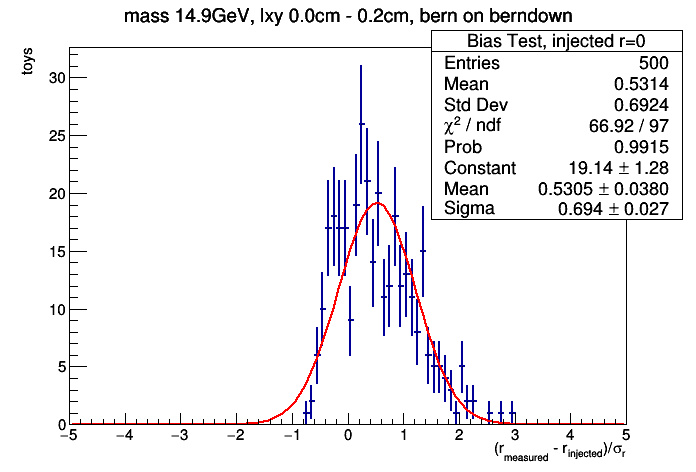 mass 14.9GeV, lxy 0.0cm - 0.2cm, bern on berndown
toys
Bias Test, injected r=0
Entries 500
Mean 0.5314
Std Dev 0.6924
χ² / ndf 66.92 / 97
Prob 0.9915
Constant 19.14 ± 1.28
Mean 0.5305 ± 0.0380
Sigma 0.694 ± 0.027
30
25
20
15
10
5
0
−5 −4 −3 −2 −1 0 1 2 3 4 5
(r_measured - r_injected)/σ_r